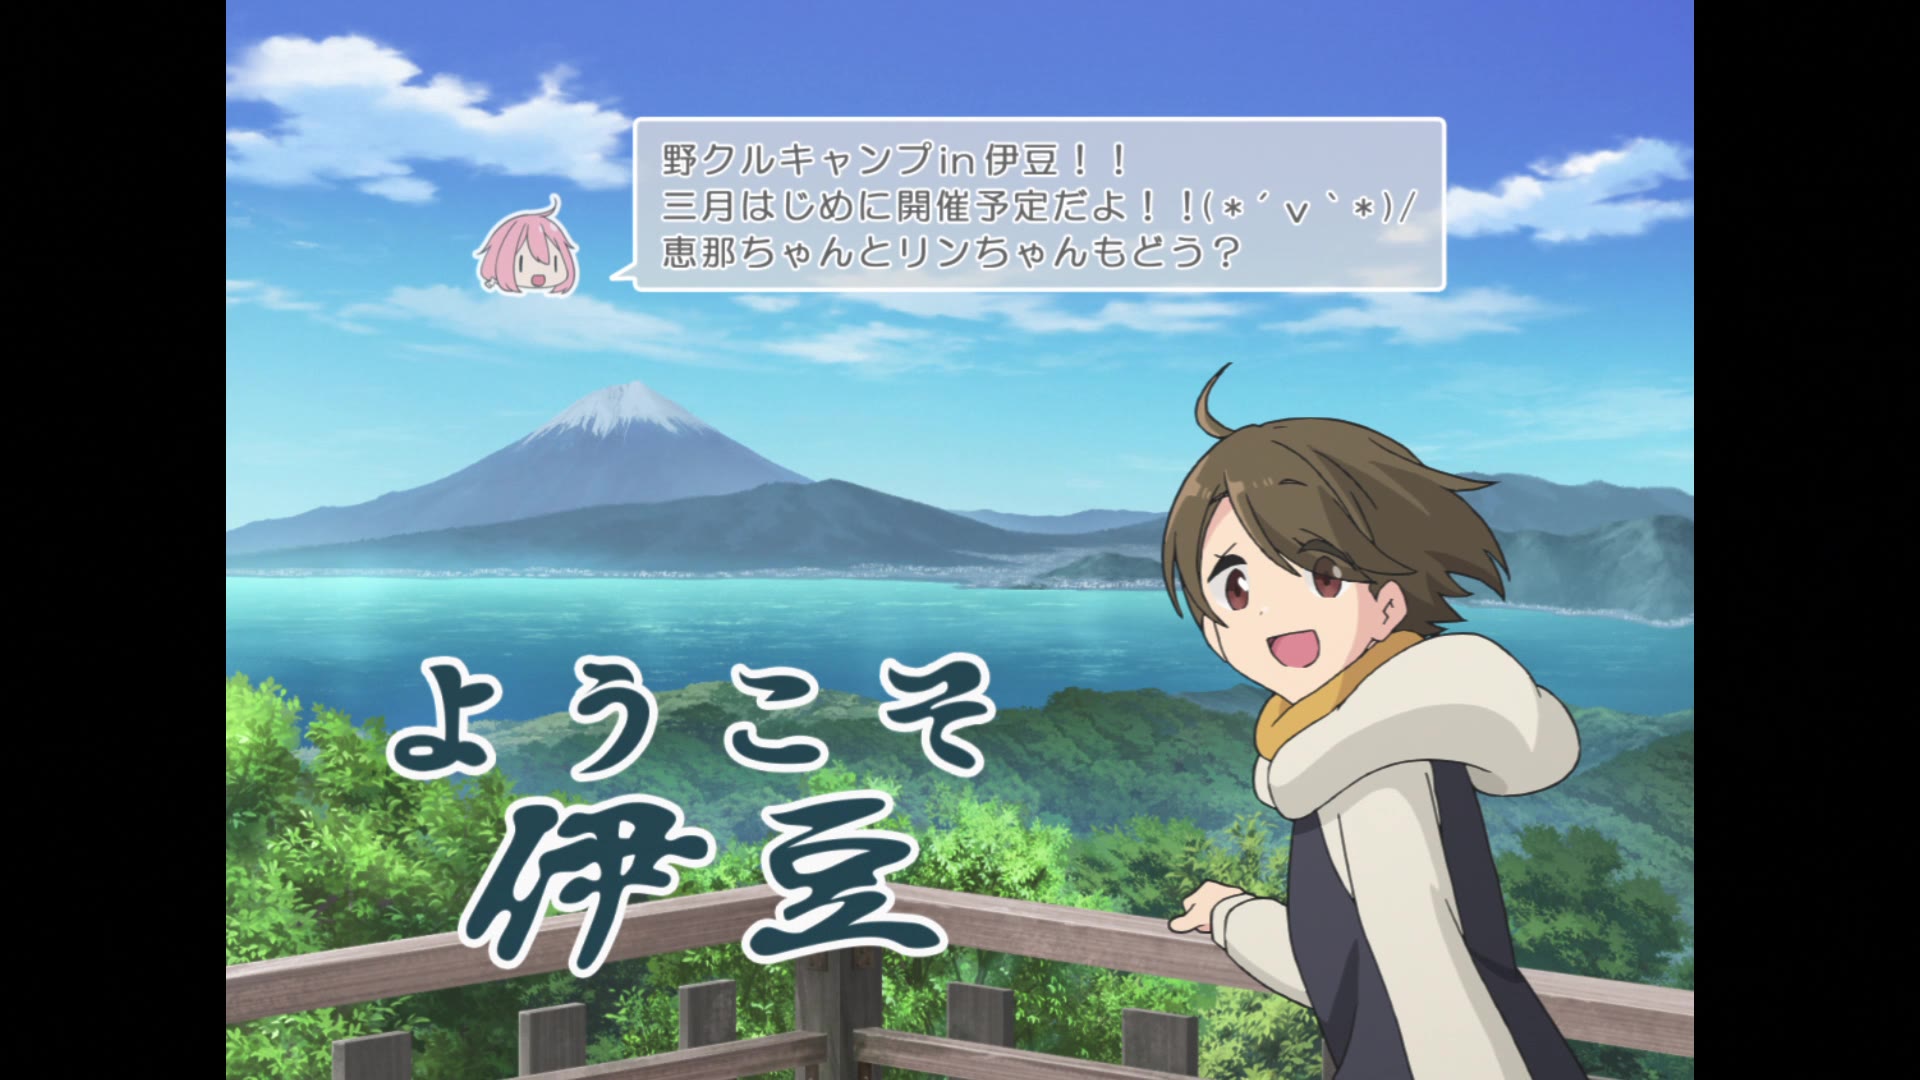 野クルキャンプin伊豆！！
三月はじめに開催予定だよ！！(*´v`*)/
恵那ちゃんとリンちゃんもどう？
ようこそ
伊豆